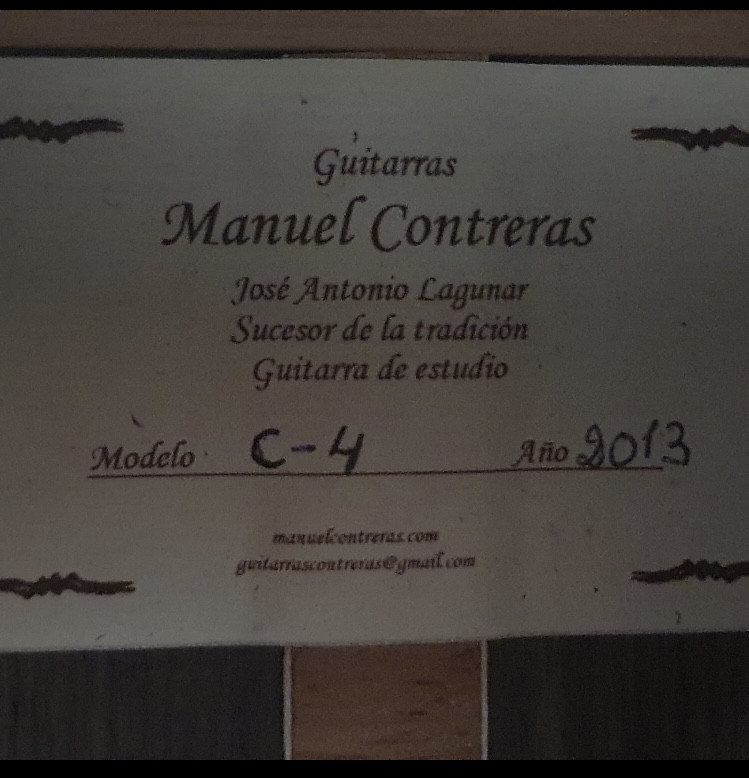 Guitarras
Manuel Contreras
José Antonio Lagunar
Sucesor de la tradición
Guitarra de estudio
Modelo C-4 Año 2013
manuelcontreras.com
guitarrascontreras@gmail.com